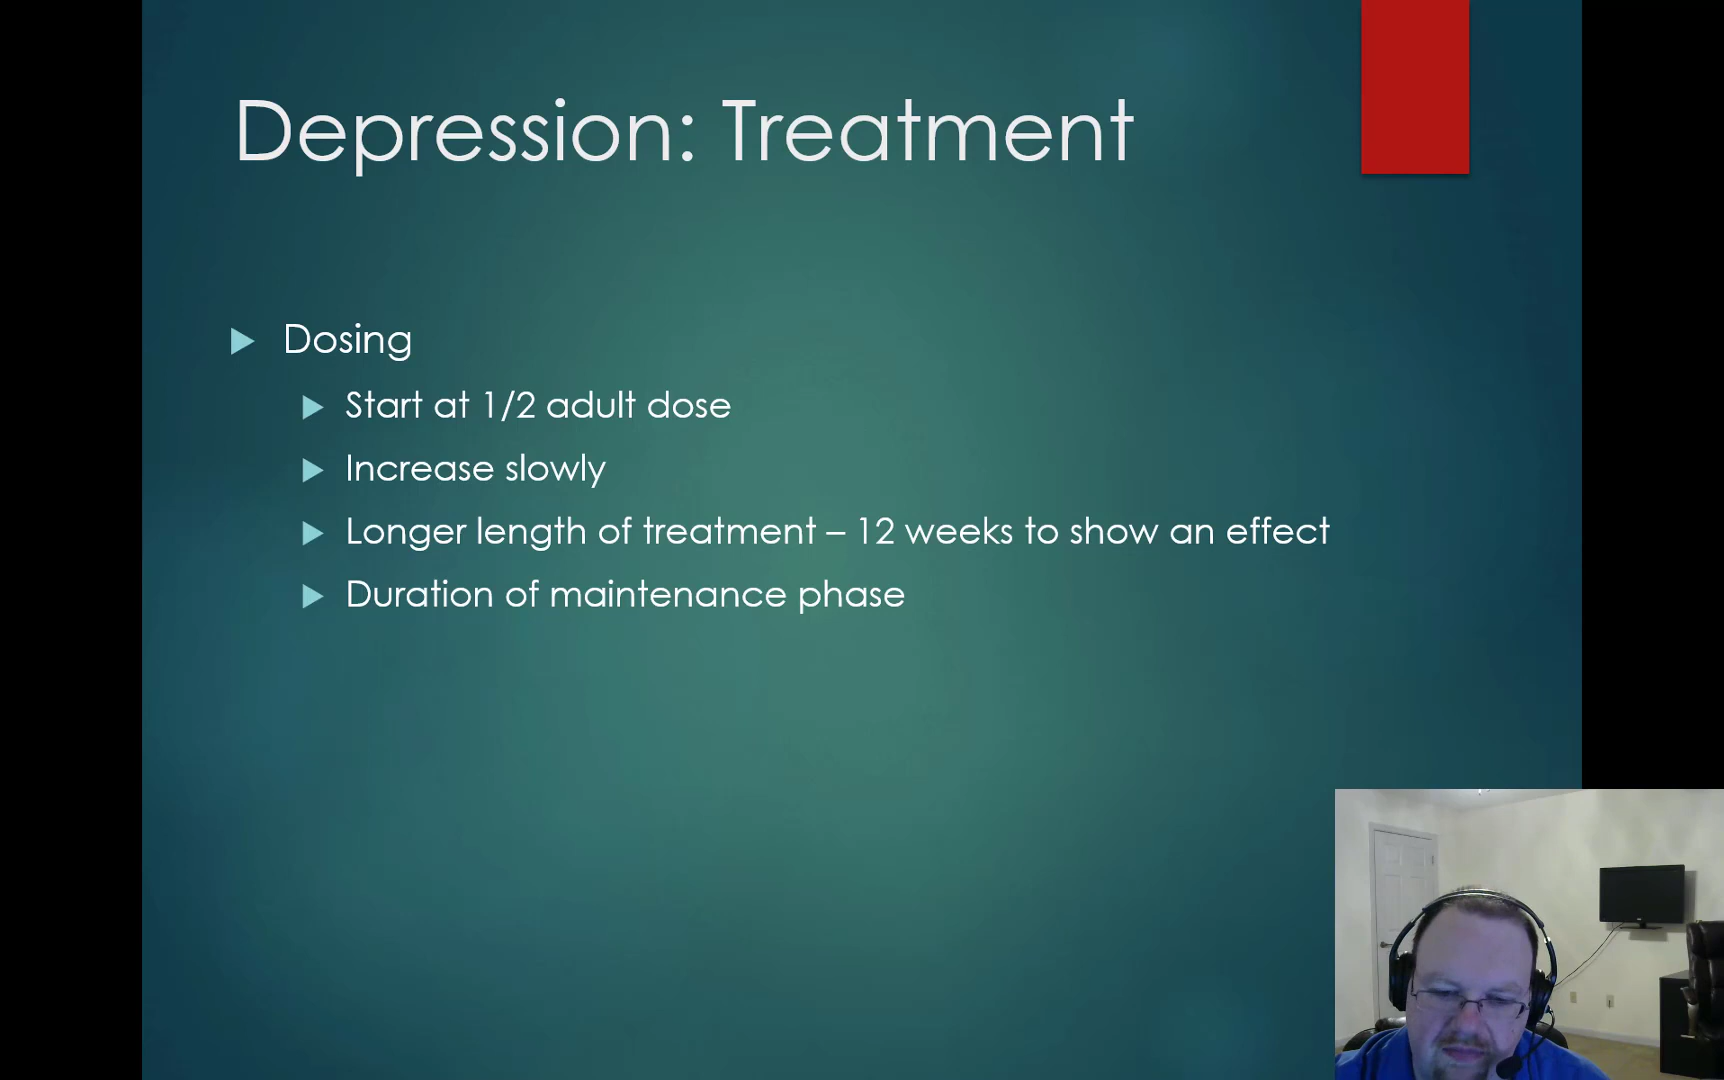 Depression: Treatment
Dosing
Start at 1/2 adult dose
Increase slowly
Longer length of treatment – 12 weeks to show an effect
Duration of maintenance phase